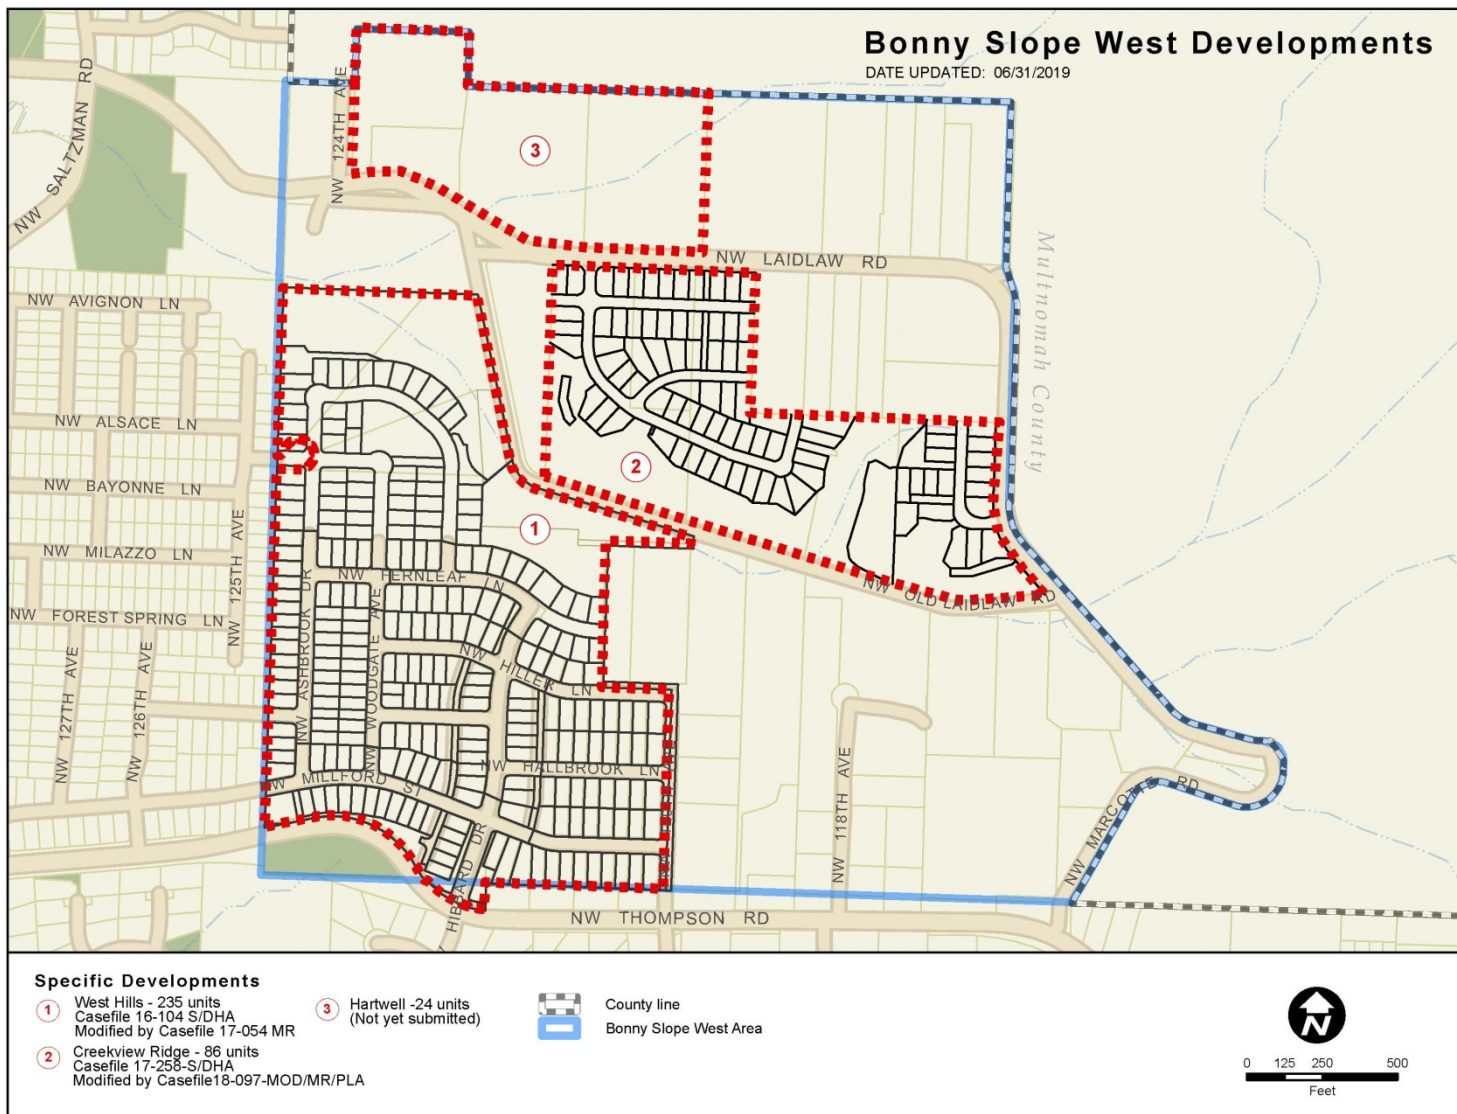 Bonny Slope West Developments
DATE UPDATED: 06/31/2019
NW SALTZMAN RD
NW 124TH AVE
3
NW LAIDLAW RD
Multnomah County
NW AVIGNON LN
NW ALSACE LN
NW BAYONNE LN
NW MILAZZO LN
NW FOREST SPRING LN
NW 125TH AVE
NW 126TH AVE
NW 127TH AVE
2
1
NW FERNLEAF LN
NW ASHBROOK DR
NW WOODGATE AVE
NW HILLER LN
NW OLD LAIDLAW RD
NW HALLBROOK LN
NW MILLFORD ST
HIBBARD DR
NW 118TH AVE
NW MARCOTTE RD
NW THOMPSON RD
Specific Developments
1 West Hills - 235 units
Casefile 16-104 S/DHA
Modified by Casefile 17-054 MR
2 Creekview Ridge - 86 units
Casefile 17-258-S/DHA
Modified by Casefile18-097-MOD/MR/PLA
3 Hartwell -24 units
(Not yet submitted)
County line
Bonny Slope West Area
N
0 125 250 500
Feet